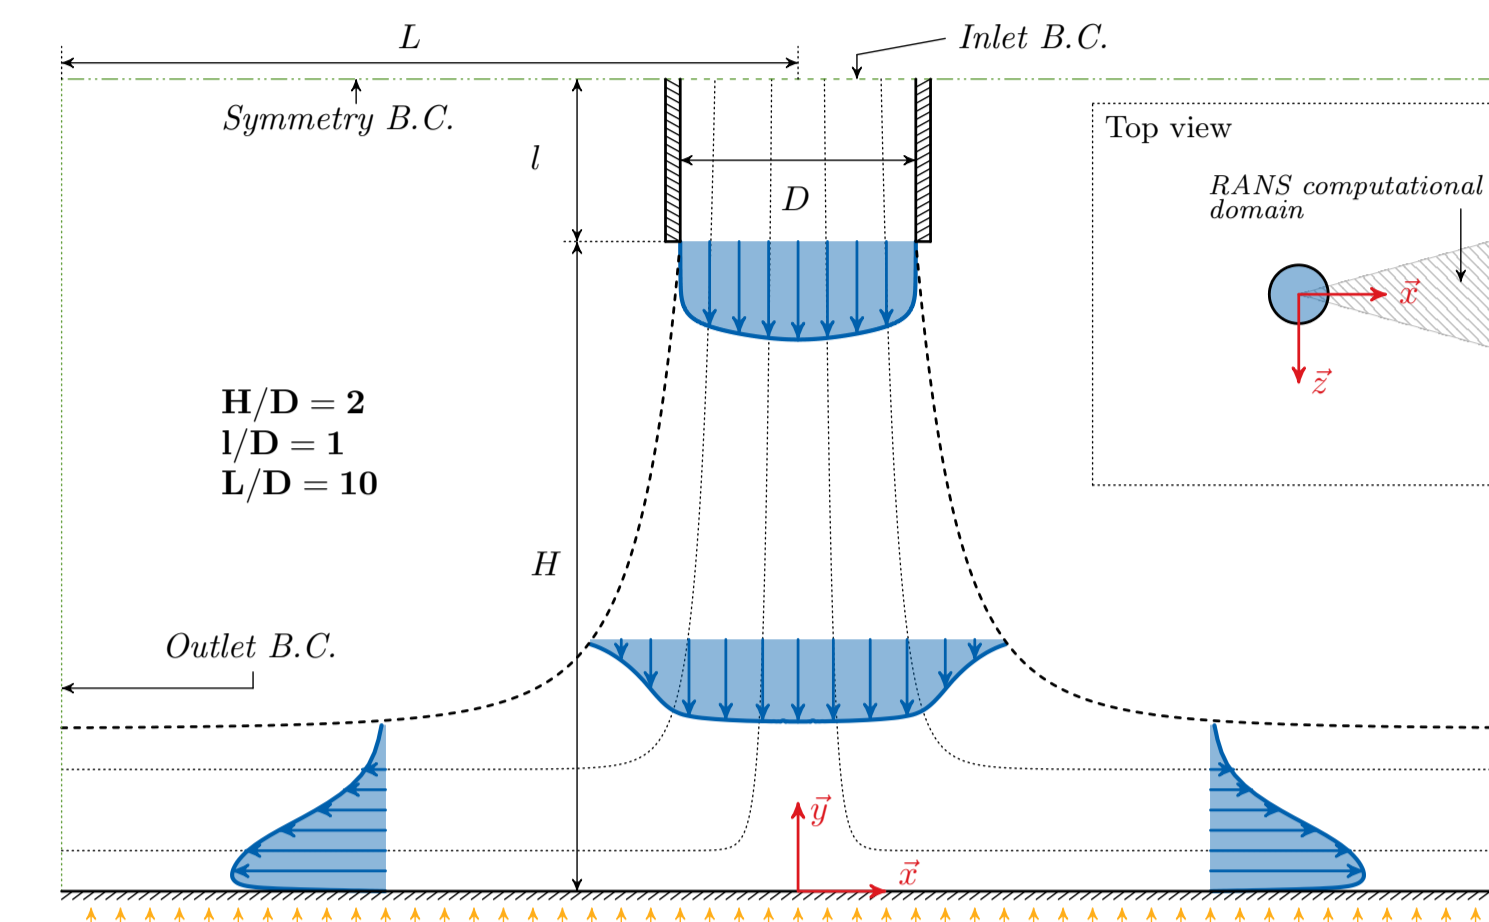 L
Inlet B.C.
Symmetry B.C.
Top view
l
RANS computational
domain
D
x⃗
z⃗
H/D = 2
l/D = 1
L/D = 10
H
Outlet B.C.
y⃗
x⃗